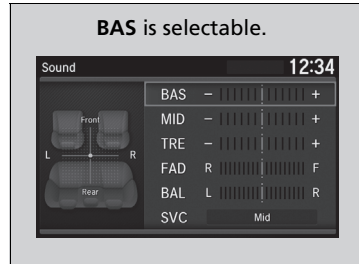 BAS is selectable.
Sound 12:34
BAS - +
MID - +
TRE - +
FAD R F
BAL L R
SVC Mid
Front
L R
Rear